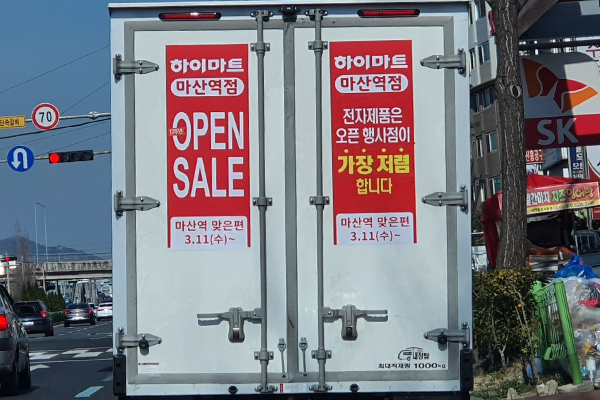 하이마트
마산역점
OPEN
SALE
마산역 맞은편
3.11(수)~
하이마트
마산역점
전자제품은
오픈 행사점이
가장 저렴
합니다
마산역 맞은편
3.11(수)~
내장탑
최대적재량 1000kg
70
SK